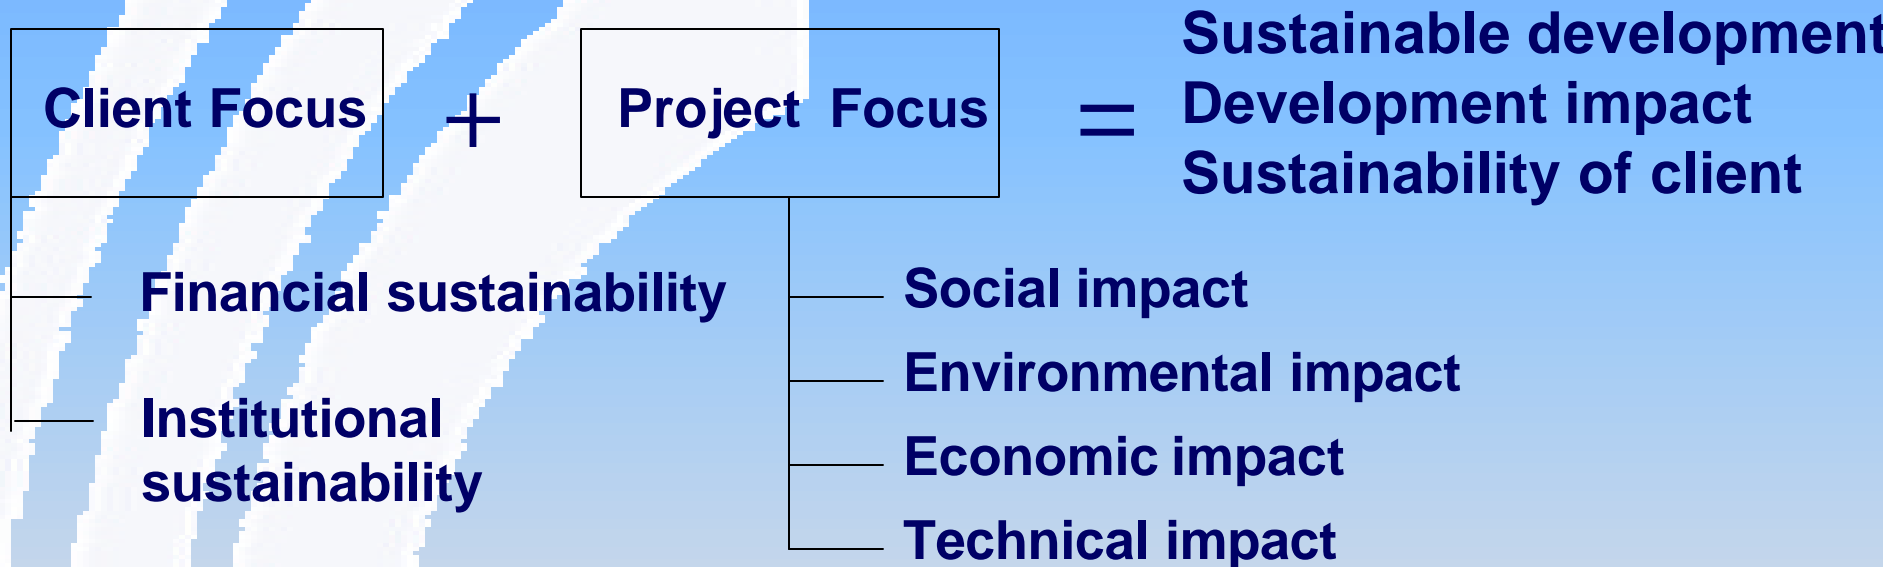 Client Focus + Project Focus =
Sustainable development
Development impact
Sustainability of client
Financial sustainability
Institutional
sustainability
Social impact
Environmental impact
Economic impact
Technical impact